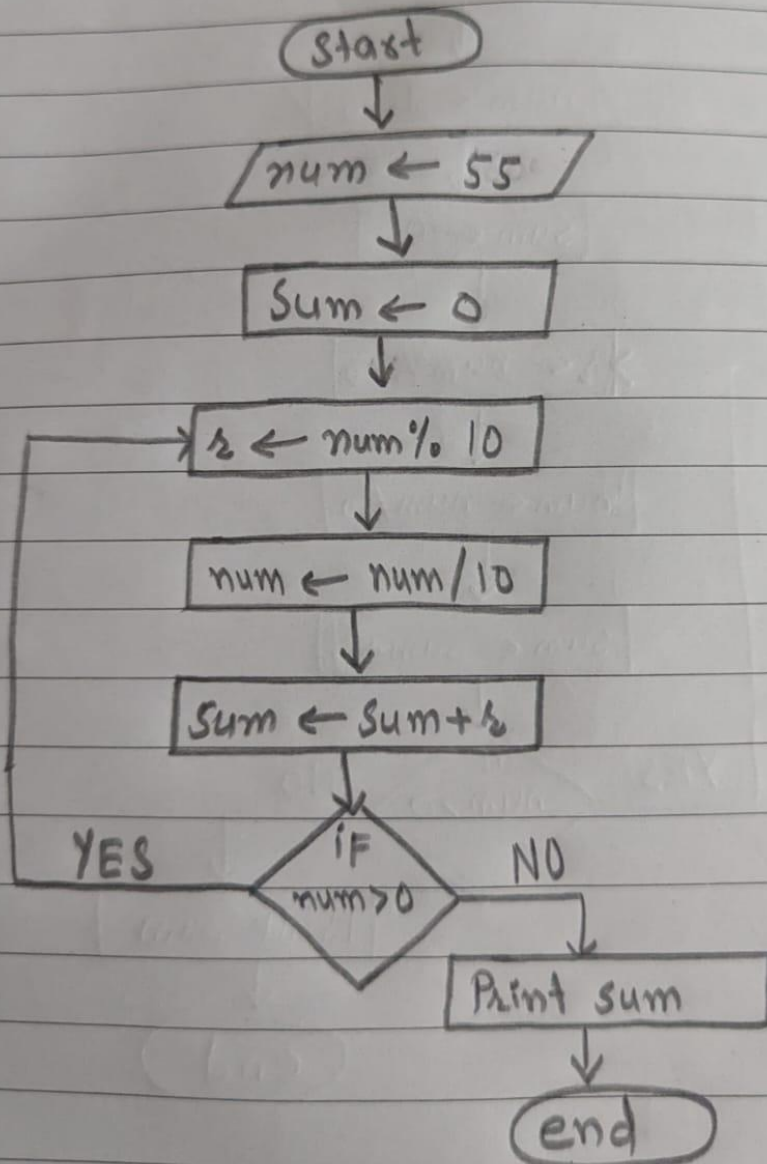 Start
num ← 55
Sum ← 0
r ← num % 10
num ← num / 10
Sum ← Sum + r
if
num > 0
YES
NO
Print sum
end